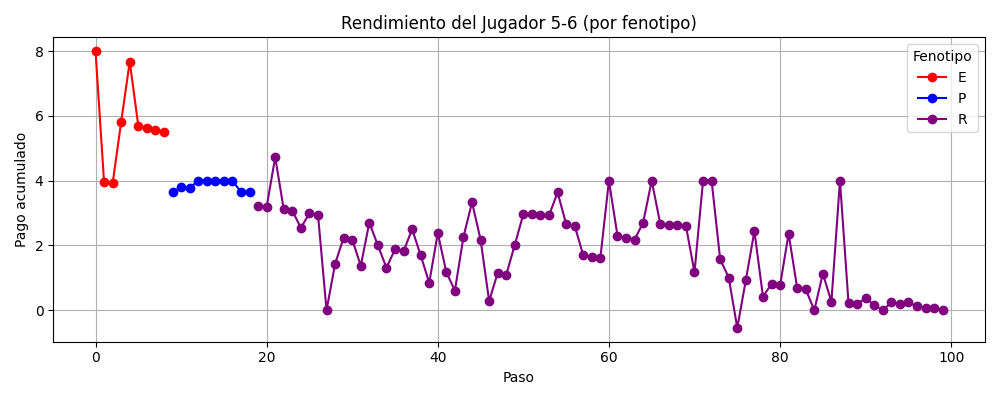 Rendimiento del Jugador 5-6 (por fenotipo)
Pago acumulado
8
6
4
2
0
Fenotipo
E
P
R
0 20 40 60 80 100
Paso